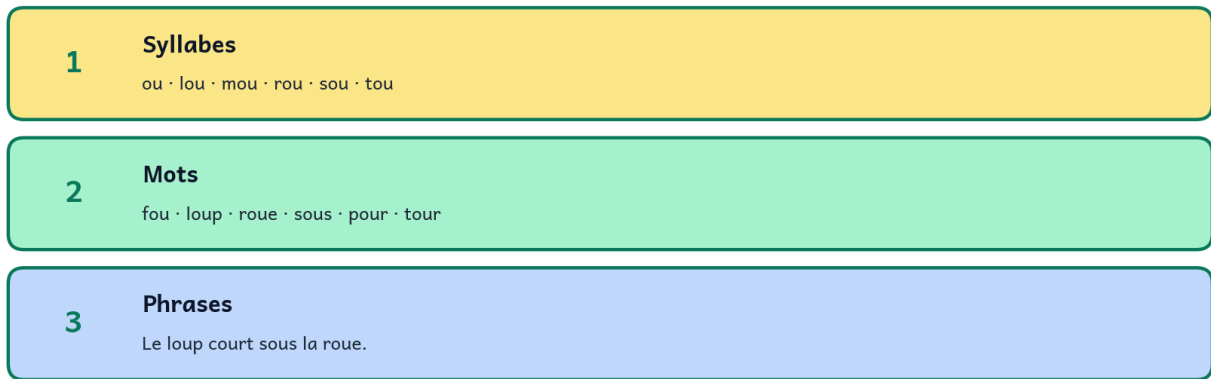 1
Syllabes
ou · lou · mou · rou · sou · tou
2
Mots
fou · loup · roue · sous · pour · tour
3
Phrases
Le loup court sous la roue.